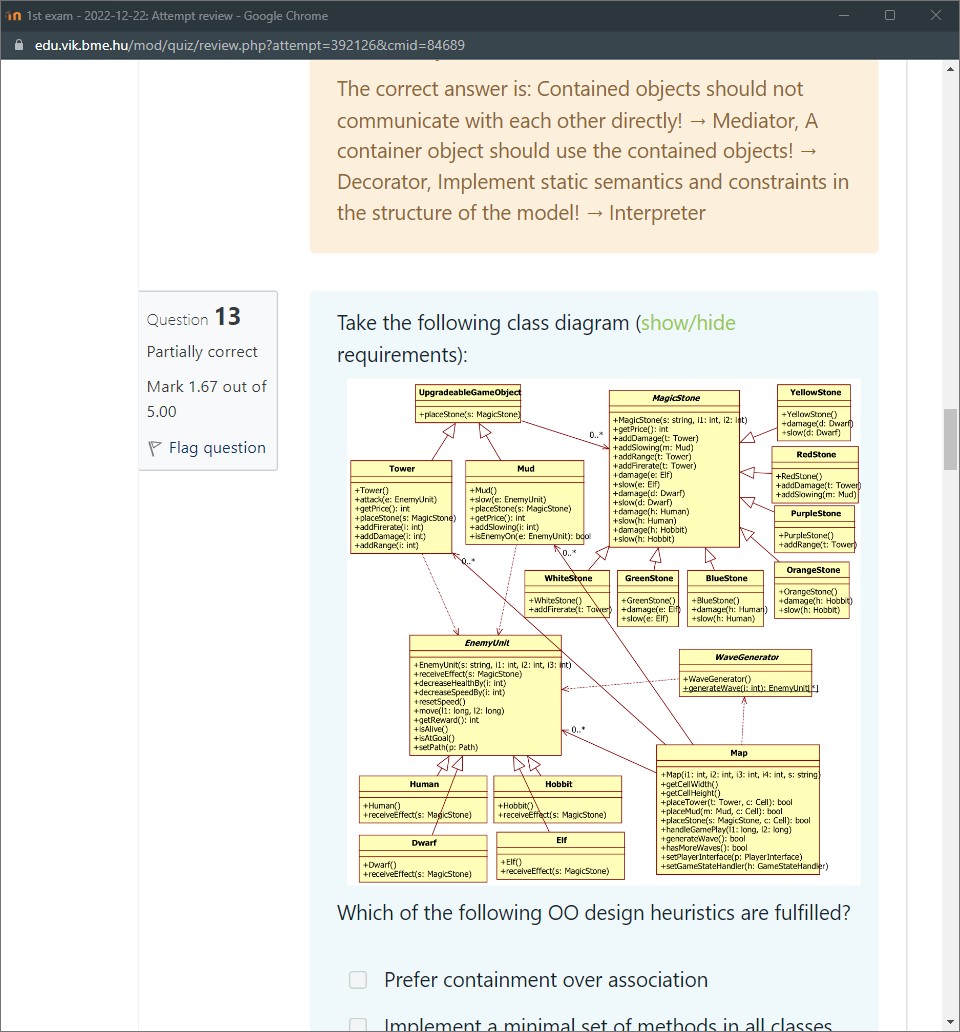 1st exam - 2022-12-22: Attempt review - Google Chrome
edu.vik.bme.hu/mod/quiz/review.php?attempt=392126&cmid=84689
The correct answer is: Contained objects should not
communicate with each other directly! → Mediator, A
container object should use the contained objects! →
Decorator, Implement static semantics and constraints in
the structure of the model! → Interpreter
Question 13
Partially correct
Mark 1.67 out of
5.00
Flag question
Take the following class diagram (show/hide
requirements):
UpgradeableGameObject
+placeStone(s: MagicStone)
MagicStone
+MagicStone(s: string, i1: int, i2: int)
+getPrice(): int
+addDamage(t: Tower)
+addSlowing(m: Mud)
+addRange(t: Tower)
+addFirerate(t: Tower)
+damage(e: Elf)
+slow(e: Elf)
+damage(d: Dwarf)
+slow(d: Dwarf)
+damage(h: Human)
+slow(h: Human)
+damage(h: Hobbit)
+slow(h: Hobbit)
YellowStone
+YellowStone()
+damage(d: Dwarf)
+slow(d: Dwarf)
RedStone
+RedStone()
+addDamage(t: Tower)
+addSlowing(m: Mud)
PurpleStone
+PurpleStone()
+addRange(t: Tower)
OrangeStone
+OrangeStone()
+damage(h: Hobbit)
+slow(h: Hobbit)
0..*
Tower
+Tower()
+attack(e: EnemyUnit)
+getPrice(): int
+placeStone(s: MagicStone)
+addFirerate(i: int)
+addDamage(i: int)
+addRange(i: int)
Mud
+Mud()
+slow(e: EnemyUnit)
+placeStone(s: MagicStone)
+getPrice(): int
+addSlowing(i: int)
+isEnemyOn(e: EnemyUnit): bool
0..*
0..*
WhiteStone
+WhiteStone()
+addFirerate(t: Tower)
GreenStone
+GreenStone()
+damage(e: Elf)
+slow(e: Elf)
BlueStone
+BlueStone()
+damage(h: Human)
+slow(h: Human)
EnemyUnit
+EnemyUnit(s: string, i1: int, i2: int, i3: int)
+receiveEffect(s: MagicStone)
+decreaseHealthBy(i: int)
+decreaseSpeedBy(i: int)
+resetSpeed()
+move(l1: long, l2: long)
+getReward(): int
+isAlive()
+isAtGoal()
+setPath(p: Path)
WaveGenerator
+WaveGenerator()
+generateWave(i: int): EnemyUnit[*]
0..*
Map
+Map(i1: int, i2: int, i3: int, i4: int, s: string)
+getCellWidth()
+getCellHeight()
+placeTower(t: Tower, c: Cell): bool
+placeMud(m: Mud, c: Cell): bool
+placeStone(s: MagicStone, c: Cell): bool
+handleGamePlay(l1: long, l2: long)
+generateWave(): bool
+hasMoreWaves(): bool
+setPlayerInterface(p: PlayerInterface)
+setGameStateHandler(h: GameStateHandler)
Human
+Human()
+receiveEffect(s: MagicStone)
Hobbit
+Hobbit()
+receiveEffect(s: MagicStone)
Dwarf
+Dwarf()
+receiveEffect(s: MagicStone)
Elf
+Elf()
+receiveEffect(s: MagicStone)
Which of the following OO design heuristics are fulfilled?
Prefer containment over association
Implement a minimal set of methods in all classes